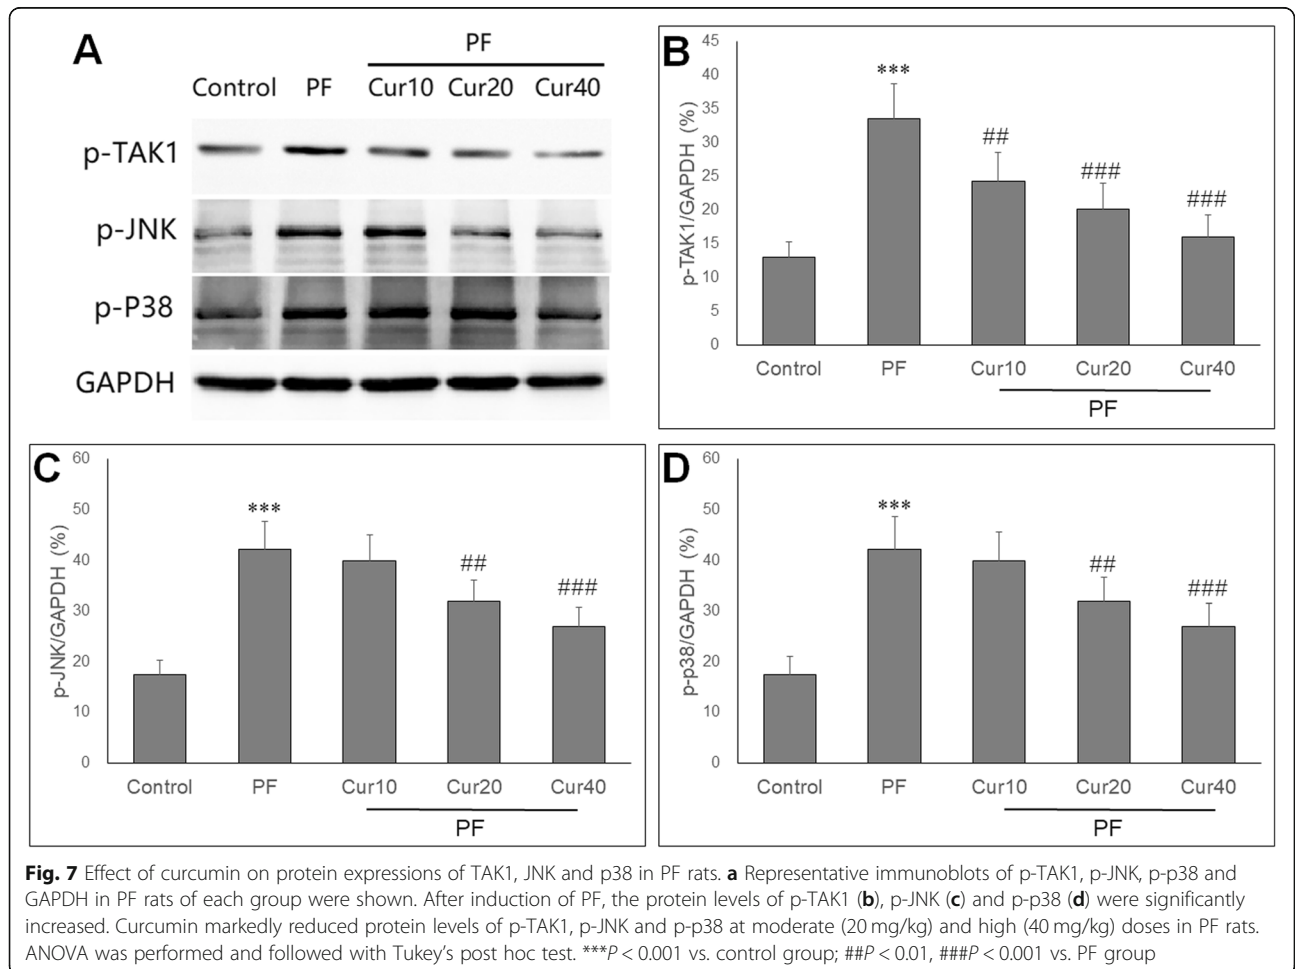 A
PF
Control PF Cur10 Cur20 Cur40
p-TAK1
p-JNK
p-P38
GAPDH
B
p-TAK1/GAPDH (%)
45
40
35
30
25
20
15
10
5
0
***
##
###
###
Control PF Cur10 Cur20 Cur40
PF
C
p-JNK/GAPDH (%)
60
50
40
30
20
10
0
***
##
###
Control PF Cur10 Cur20 Cur40
PF
D
p-p38/GAPDH (%)
60
50
40
30
20
10
0
***
##
###
Control PF Cur10 Cur20 Cur40
PF
Fig. 7 Effect of curcumin on protein expressions of TAK1, JNK and p38 in PF rats. a Representative immunoblots of p-TAK1, p-JNK, p-p38 and
GAPDH in PF rats of each group were shown. After induction of PF, the protein levels of p-TAK1 (b), p-JNK (c) and p-p38 (d) were significantly
increased. Curcumin markedly reduced protein levels of p-TAK1, p-JNK and p-p38 at moderate (20 mg/kg) and high (40 mg/kg) doses in PF rats.
ANOVA was performed and followed with Tukey's post hoc test. ***P < 0.001 vs. control group; ##P < 0.01, ###P < 0.001 vs. PF group